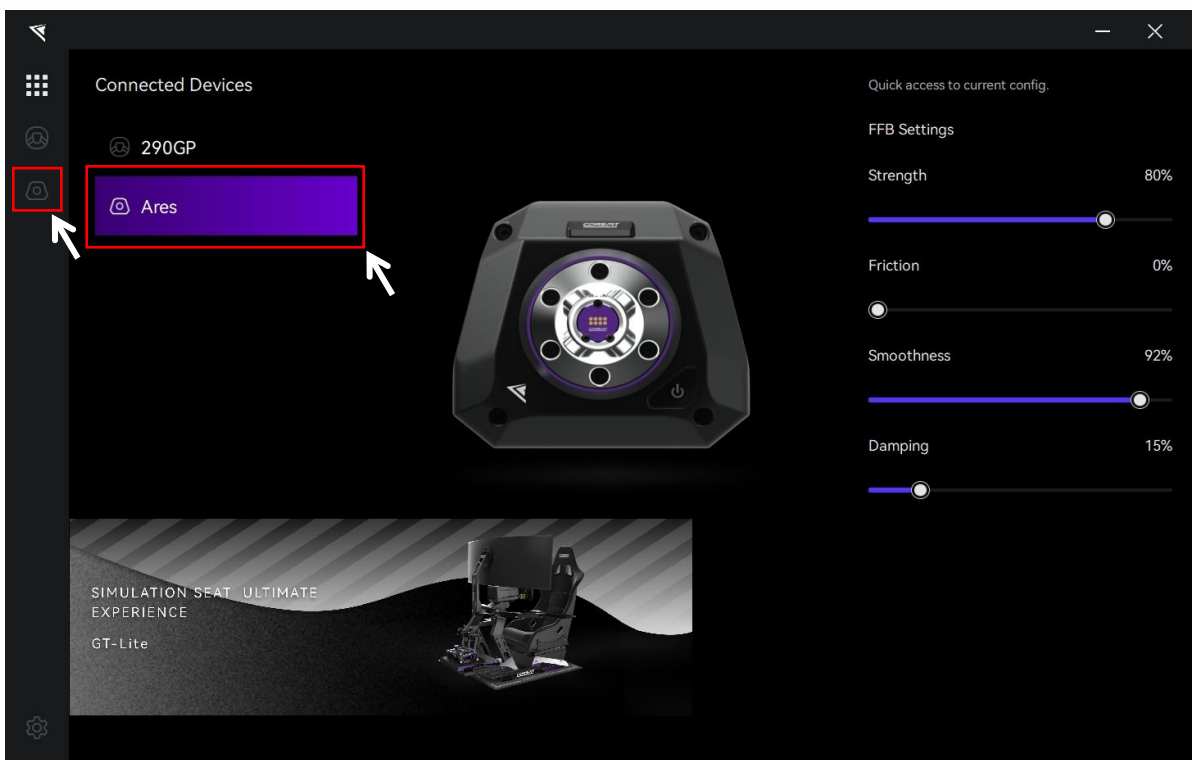 Connected Devices
290GP
Ares
Quick access to current config.
FFB Settings
Strength 80%
Friction 0%
Smoothness 92%
Damping 15%
SIMULATION SEAT ULTIMATE
EXPERIENCE
GT-Lite